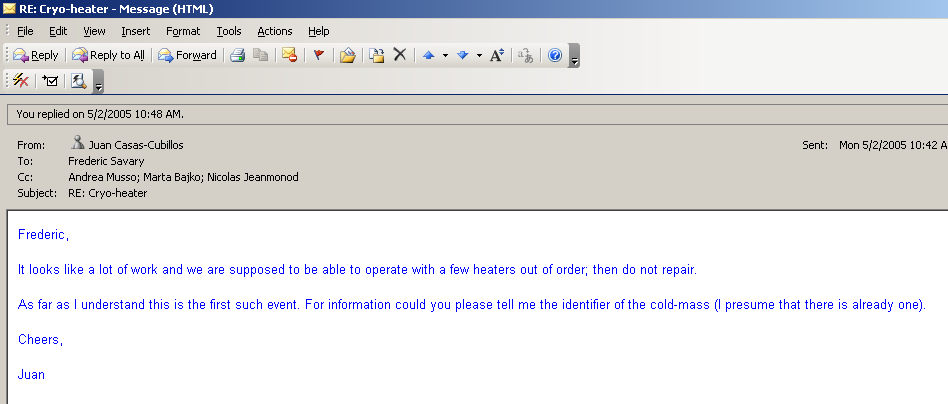 RE: Cryo-heater - Message (HTML)
File Edit View Insert Format Tools Actions Help
Reply Reply to All Forward
You replied on 5/2/2005 10:48 AM.
From: Juan Casas-Cubillos Sent: Mon 5/2/2005 10:42 A
To: Frederic Savary
Cc: Andrea Musso; Marta Bajko; Nicolas Jeanmonod
Subject: RE: Cryo-heater
Frederic,
It looks like a lot of work and we are supposed to be able to operate with a few heaters out of order; then do not repair.
As far as I understand this is the first such event. For information could you please tell me the identifier of the cold-mass (I presume that there is already one).
Cheers,
Juan